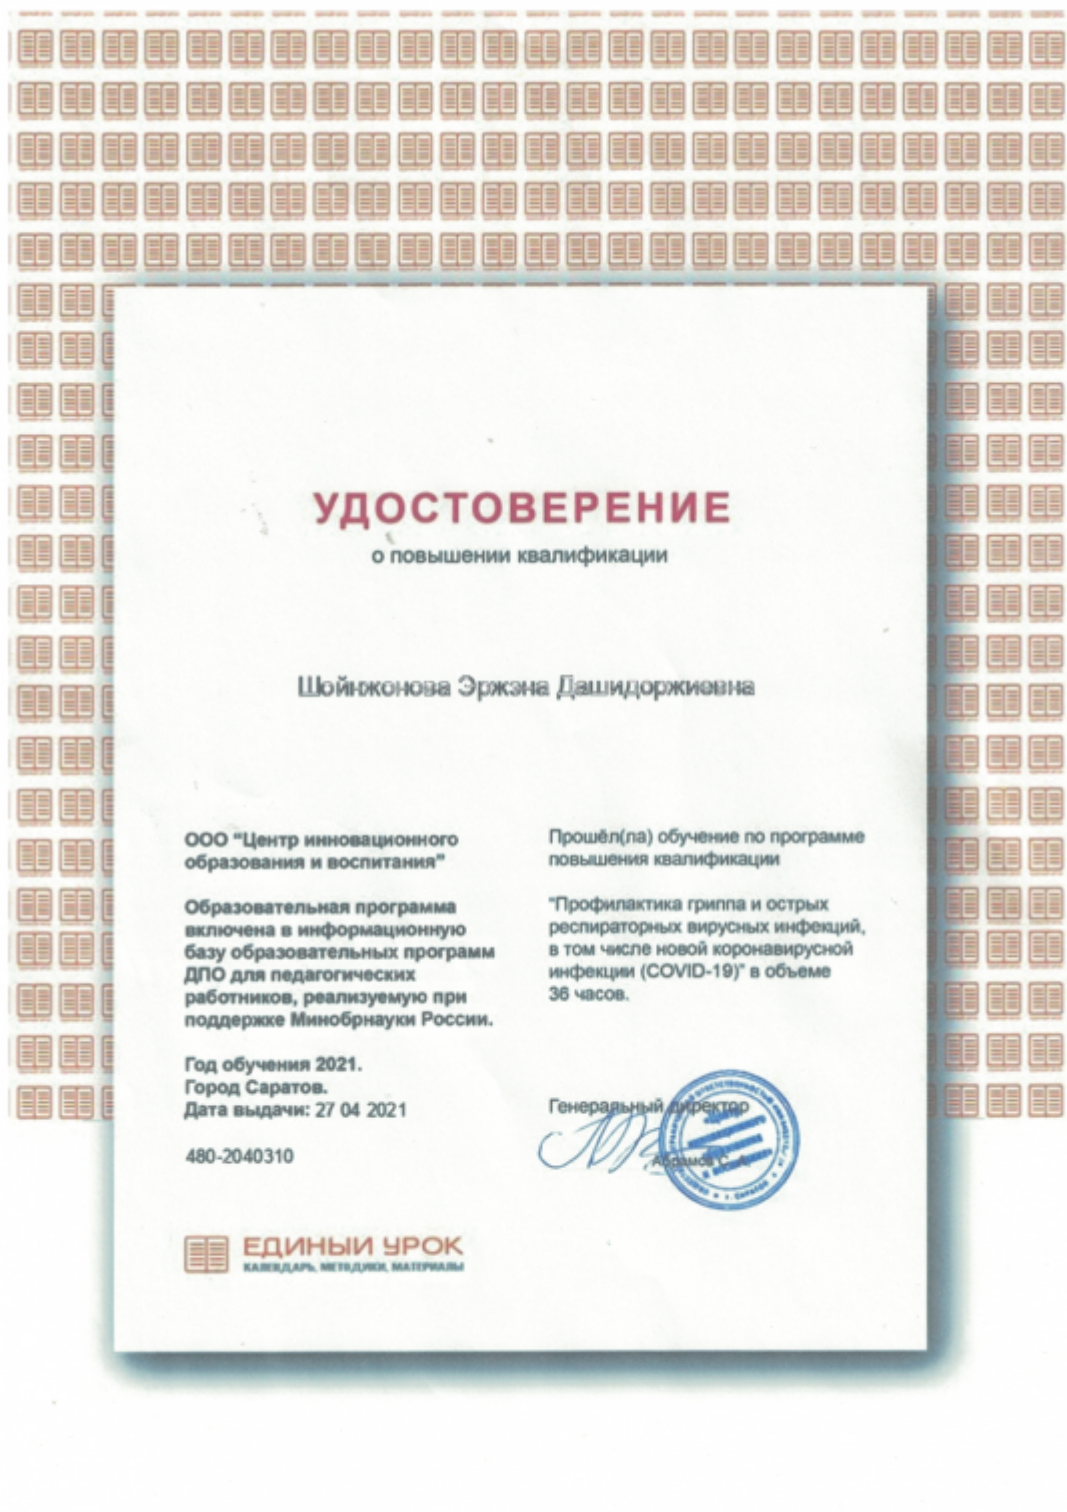 УДОСТОВЕРЕНИЕ
о повышении квалификации
Шойнжонова Эржэна Дашидоржиевна
ООО "Центр инновационного
образования и воспитания"
Образовательная программа
включена в информационную
базу образовательных программ
ДПО для педагогических
работников, реализуемую при
поддержке Минобрнауки России.
Год обучения 2021.
Город Саратов.
Дата выдачи: 27 04 2021
480-2040310
Прошёл(ла) обучение по программе
повышения квалификации
"Профилактика гриппа и острых
респираторных вирусных инфекций,
в том числе новой коронавирусной
инфекции (COVID-19)" в объеме
36 часов.
Генеральный директор
Абрамов С. А.
ЕДИНЫЙ УРОК
КАЛЕНДАРЬ, МЕТОДИКИ, МАТЕРИАЛЫ